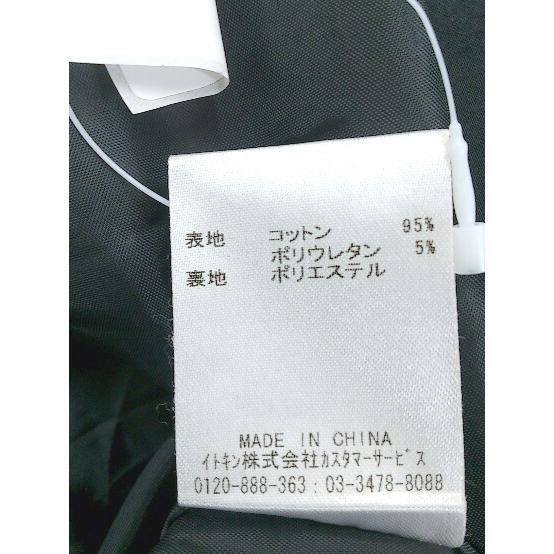 表地 コットン 95%
ポリウレタン 5%
裏地 ポリエステル
MADE IN CHINA
イトキン株式会社カスタマーサービス
0120-888-363:03-3478-8088